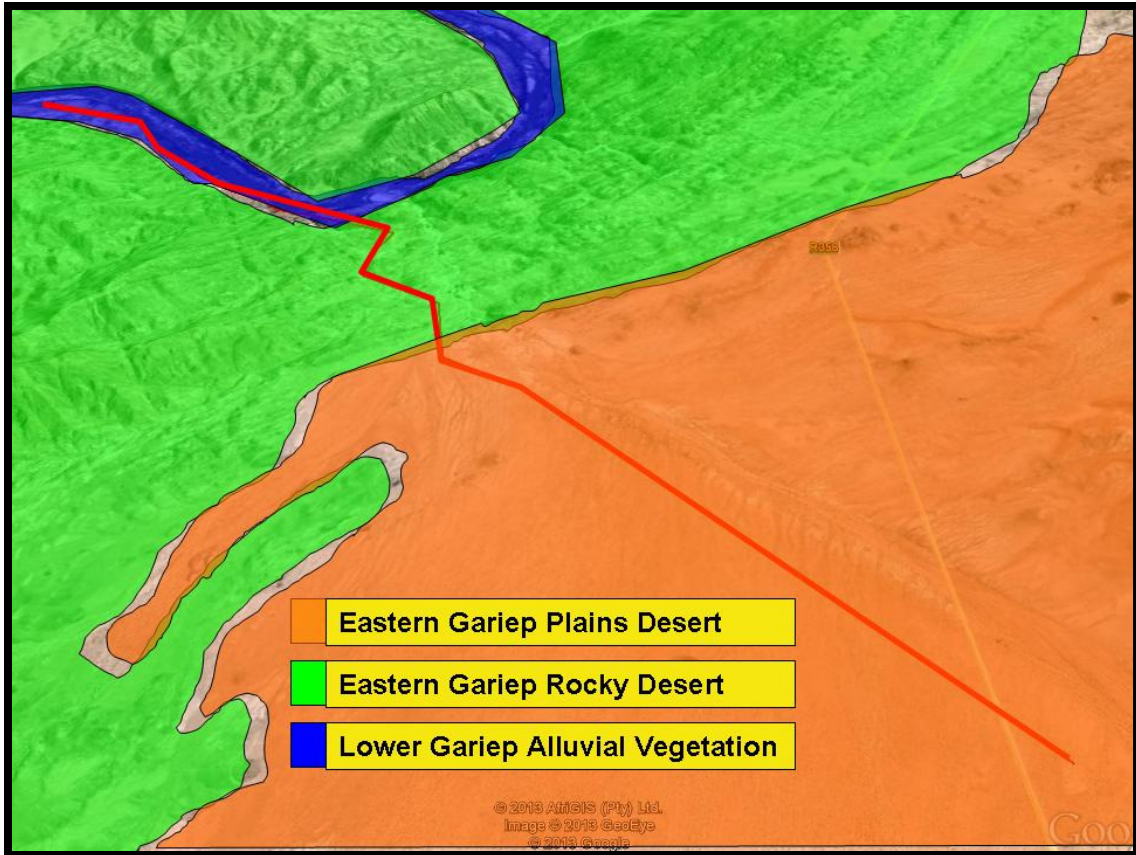 R358
Eastern Gariep Plains Desert
Eastern Gariep Rocky Desert
Lower Gariep Alluvial Vegetation
© 2013 AfriGIS (Pty) Ltd.
Image © 2013 GeoEye
© 2013 Google
Goo